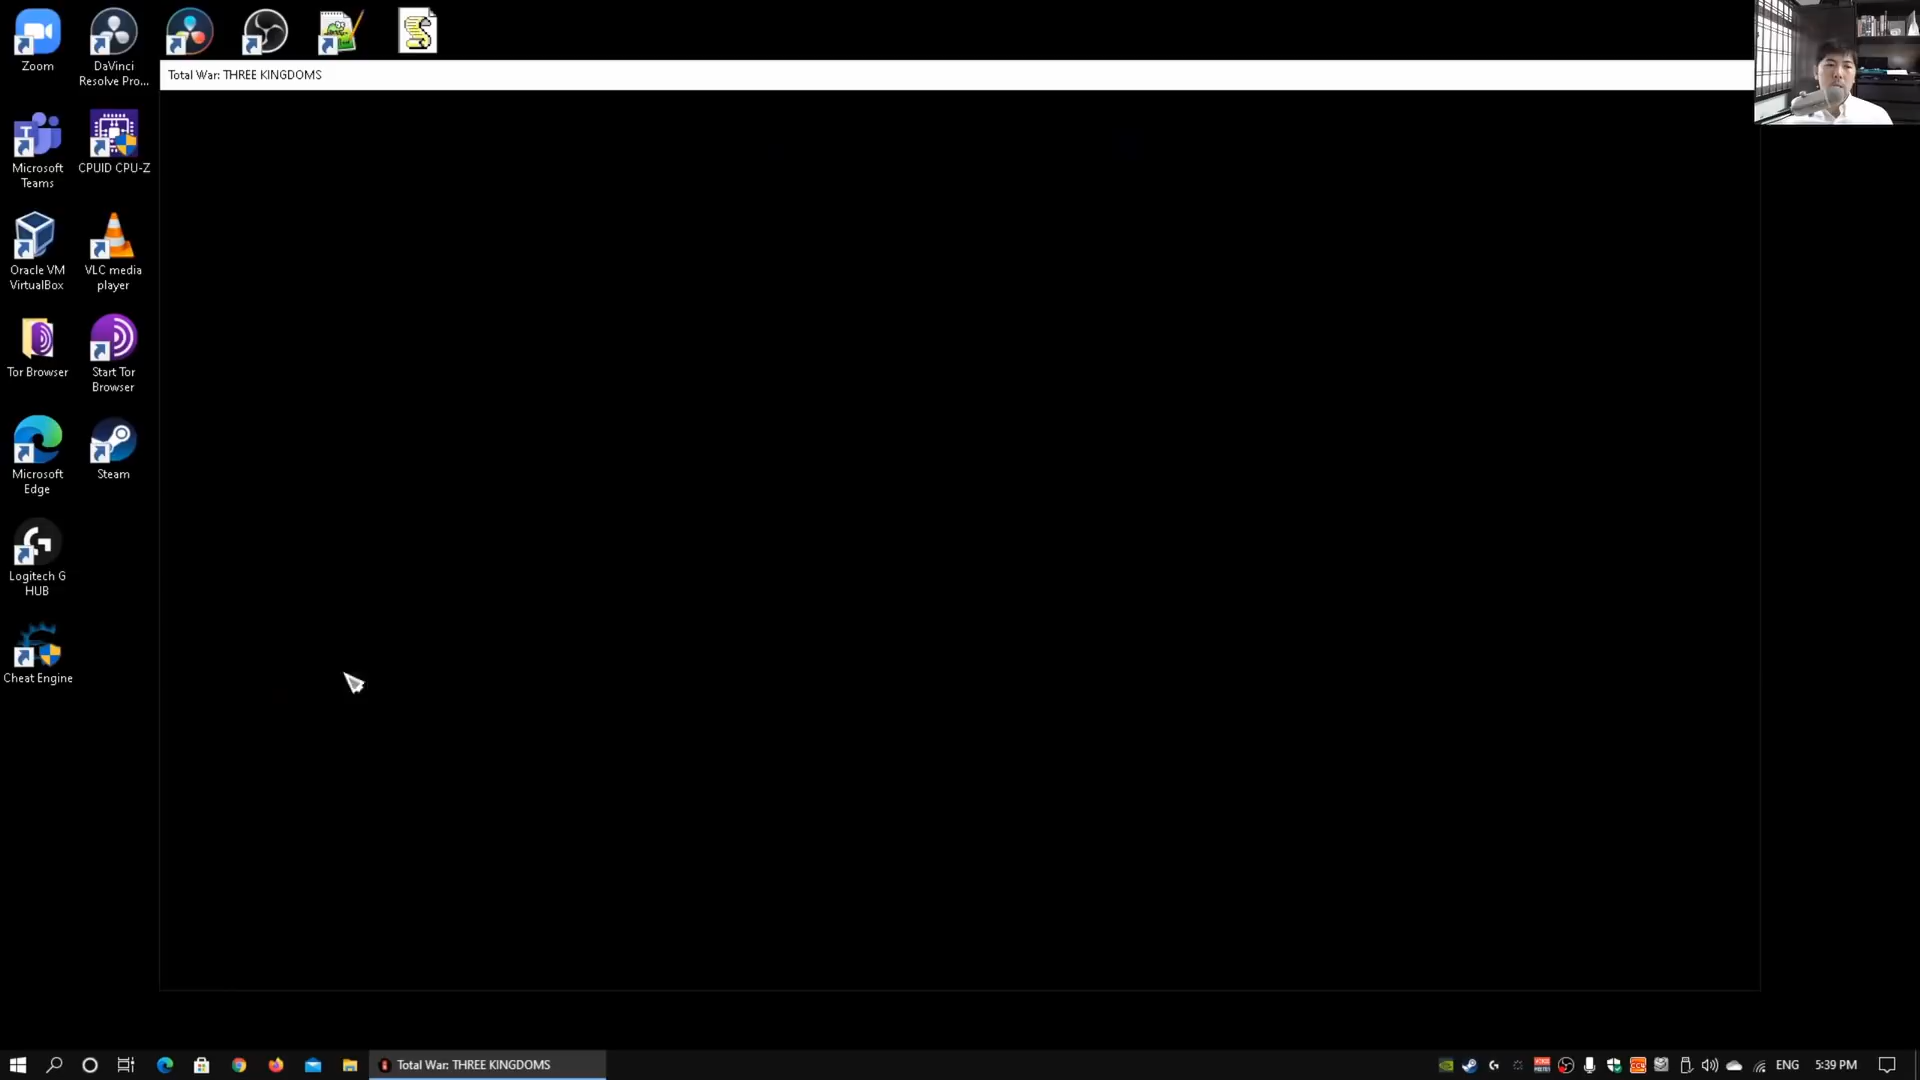 Zoom
DaVinci
Resolve Pro...
Total War: THREE KINGDOMS
Microsoft
Teams
CPUID CPU-Z
Oracle VM
VirtualBox
VLC media
player
Tor Browser
Start Tor
Browser
Microsoft
Edge
Steam
Logitech G
HUB
Cheat Engine
Total War: THREE KINGDOMS
ENG
5:39 PM